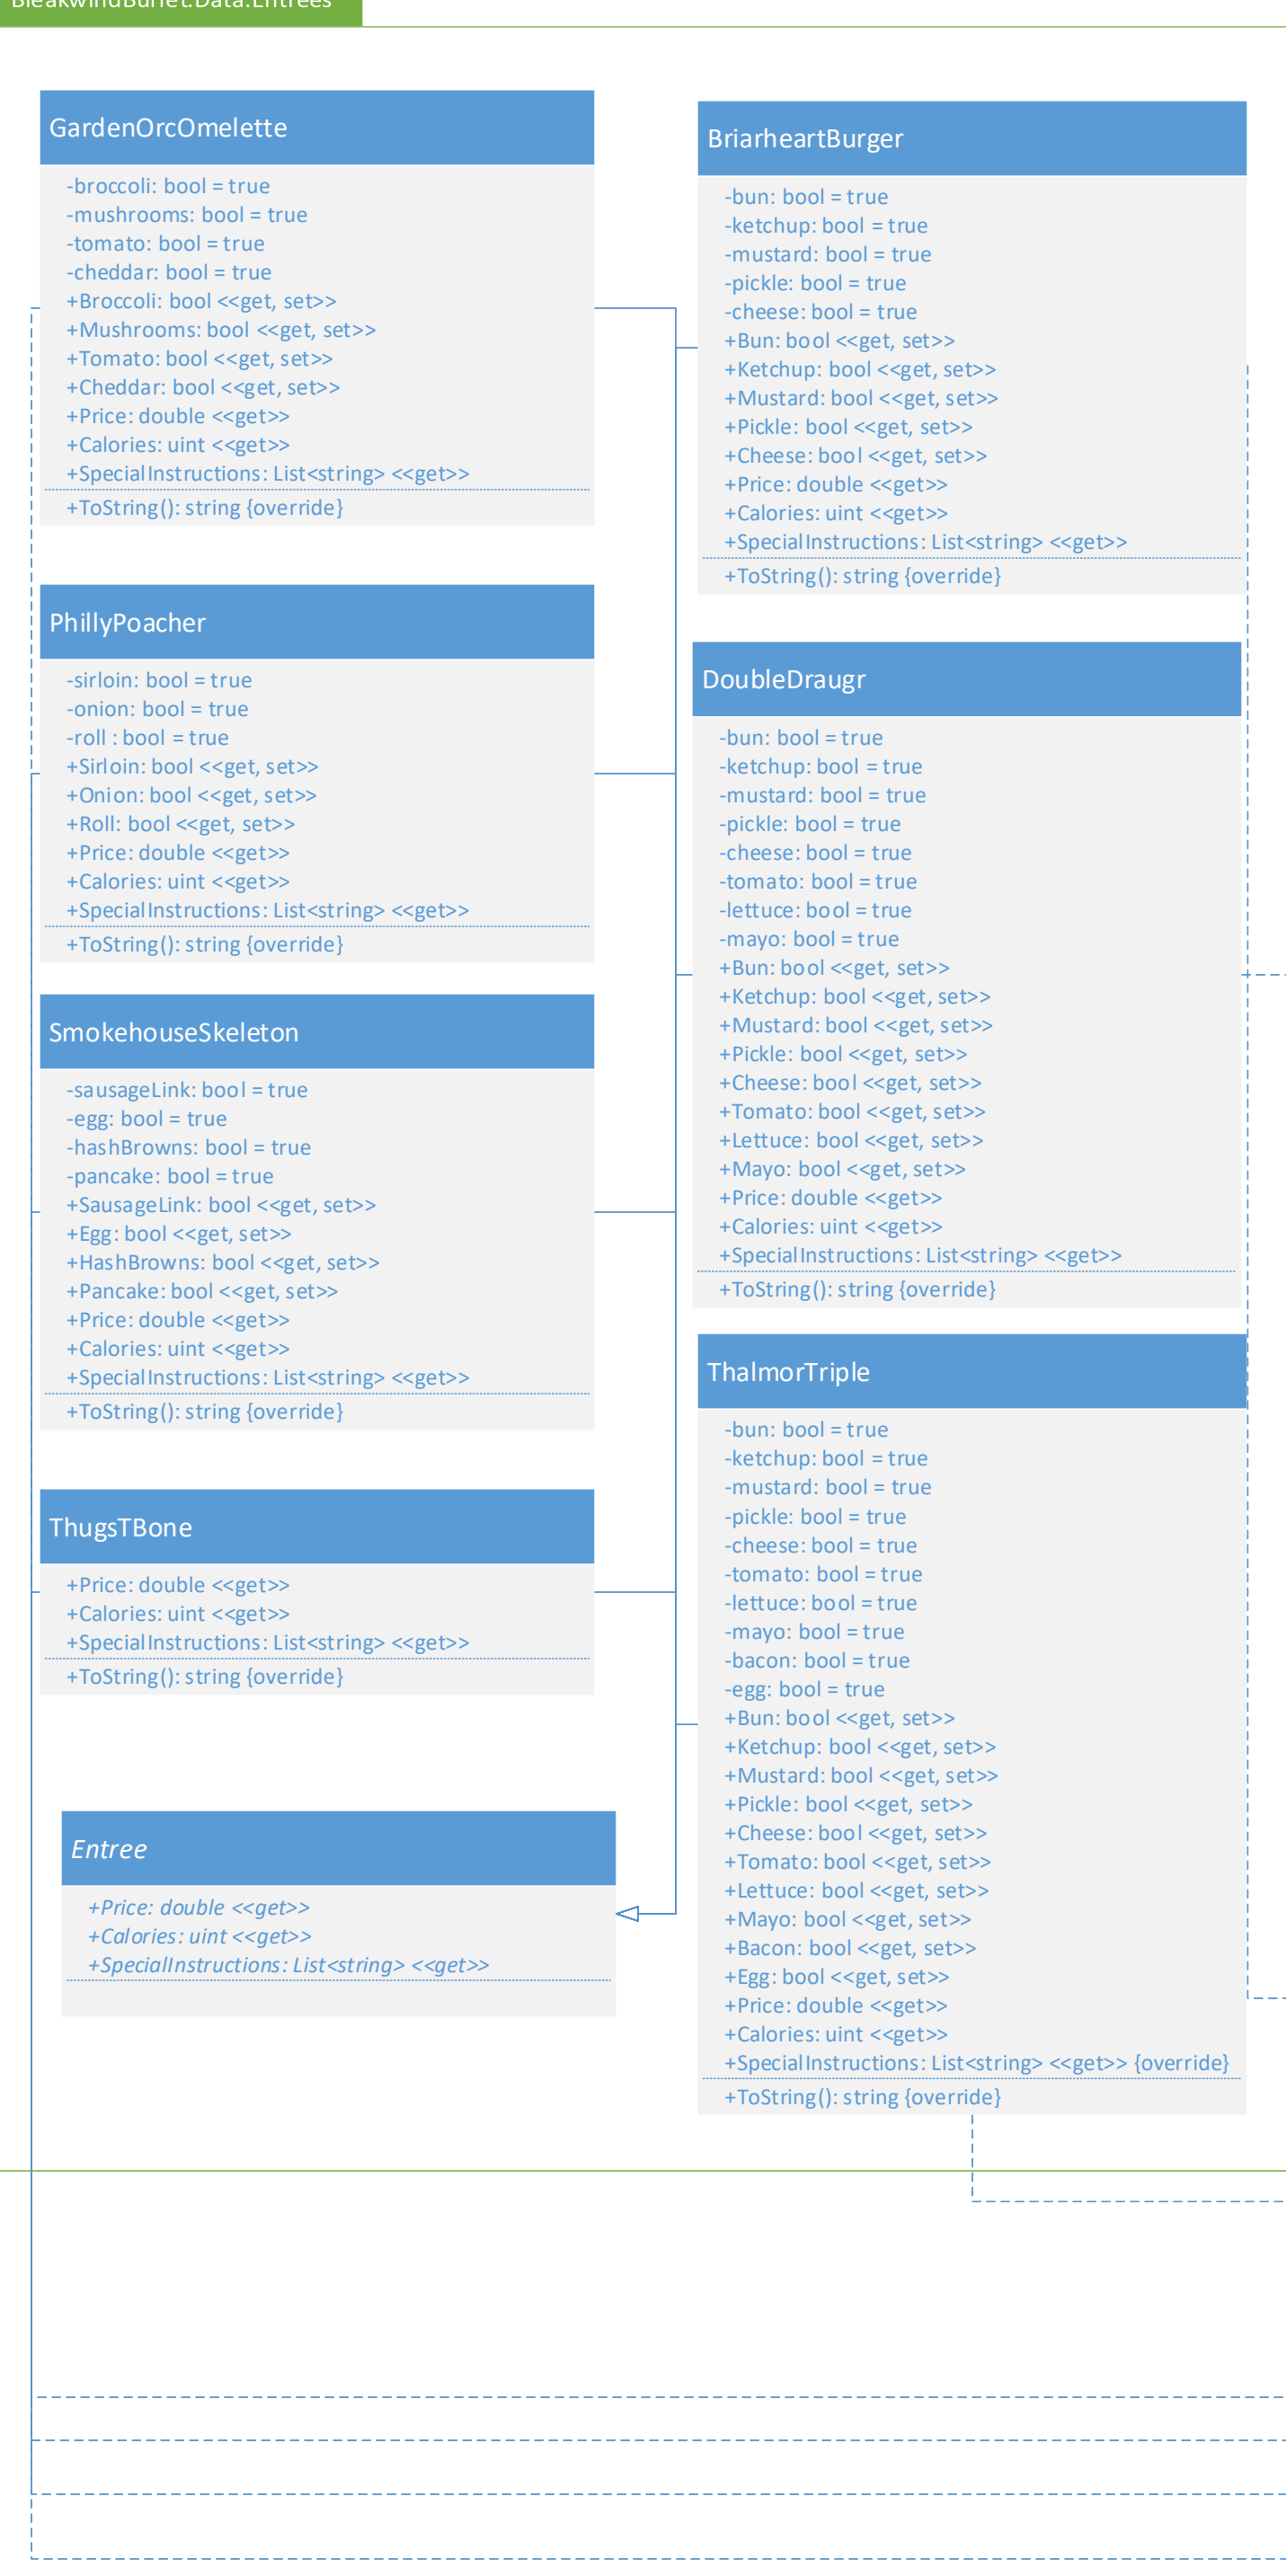 BleakwindBuffet.Data.Entrees
GardenOrcOmelette
-broccoli: bool = true
-mushrooms: bool = true
-tomato: bool = true
-cheddar: bool = true
+Broccoli: bool <<get, set>>
+Mushrooms: bool <<get, set>>
+Tomato: bool <<get, set>>
+Cheddar: bool <<get, set>>
+Price: double <<get>>
+Calories: uint <<get>>
+SpecialInstructions: List<string> <<get>>
+ToString(): string {override}
PhillyPoacher
-sirloin: bool = true
-onion: bool = true
-roll : bool = true
+Sirloin: bool <<get, set>>
+Onion: bool <<get, set>>
+Roll: bool <<get, set>>
+Price: double <<get>>
+Calories: uint <<get>>
+SpecialInstructions: List<string> <<get>>
+ToString(): string {override}
SmokehouseSkeleton
-sausageLink: bool = true
-egg: bool = true
-hashBrowns: bool = true
-pancake: bool = true
+SausageLink: bool <<get, set>>
+Egg: bool <<get, set>>
+HashBrowns: bool <<get, set>>
+Pancake: bool <<get, set>>
+Price: double <<get>>
+Calories: uint <<get>>
+SpecialInstructions: List<string> <<get>>
+ToString(): string {override}
ThugsTBone
+Price: double <<get>>
+Calories: uint <<get>>
+SpecialInstructions: List<string> <<get>>
+ToString(): string {override}
Entree
+Price: double <<get>>
+Calories: uint <<get>>
+SpecialInstructions: List<string> <<get>>
BriarheartBurger
-bun: bool = true
-ketchup: bool = true
-mustard: bool = true
-pickle: bool = true
-cheese: bool = true
+Bun: bool <<get, set>>
+Ketchup: bool <<get, set>>
+Mustard: bool <<get, set>>
+Pickle: bool <<get, set>>
+Cheese: bool <<get, set>>
+Price: double <<get>>
+Calories: uint <<get>>
+SpecialInstructions: List<string> <<get>>
+ToString(): string {override}
DoubleDraugr
-bun: bool = true
-ketchup: bool = true
-mustard: bool = true
-pickle: bool = true
-cheese: bool = true
-tomato: bool = true
-lettuce: bool = true
-mayo: bool = true
+Bun: bool <<get, set>>
+Ketchup: bool <<get, set>>
+Mustard: bool <<get, set>>
+Pickle: bool <<get, set>>
+Cheese: bool <<get, set>>
+Tomato: bool <<get, set>>
+Lettuce: bool <<get, set>>
+Mayo: bool <<get, set>>
+Price: double <<get>>
+Calories: uint <<get>>
+SpecialInstructions: List<string> <<get>>
+ToString(): string {override}
ThalmorTriple
-bun: bool = true
-ketchup: bool = true
-mustard: bool = true
-pickle: bool = true
-cheese: bool = true
-tomato: bool = true
-lettuce: bool = true
-mayo: bool = true
-bacon: bool = true
-egg: bool = true
+Bun: bool <<get, set>>
+Ketchup: bool <<get, set>>
+Mustard: bool <<get, set>>
+Pickle: bool <<get, set>>
+Cheese: bool <<get, set>>
+Tomato: bool <<get, set>>
+Lettuce: bool <<get, set>>
+Mayo: bool <<get, set>>
+Bacon: bool <<get, set>>
+Egg: bool <<get, set>>
+Price: double <<get>>
+Calories: uint <<get>>
+SpecialInstructions: List<string> <<get>> {override}
+ToString(): string {override}